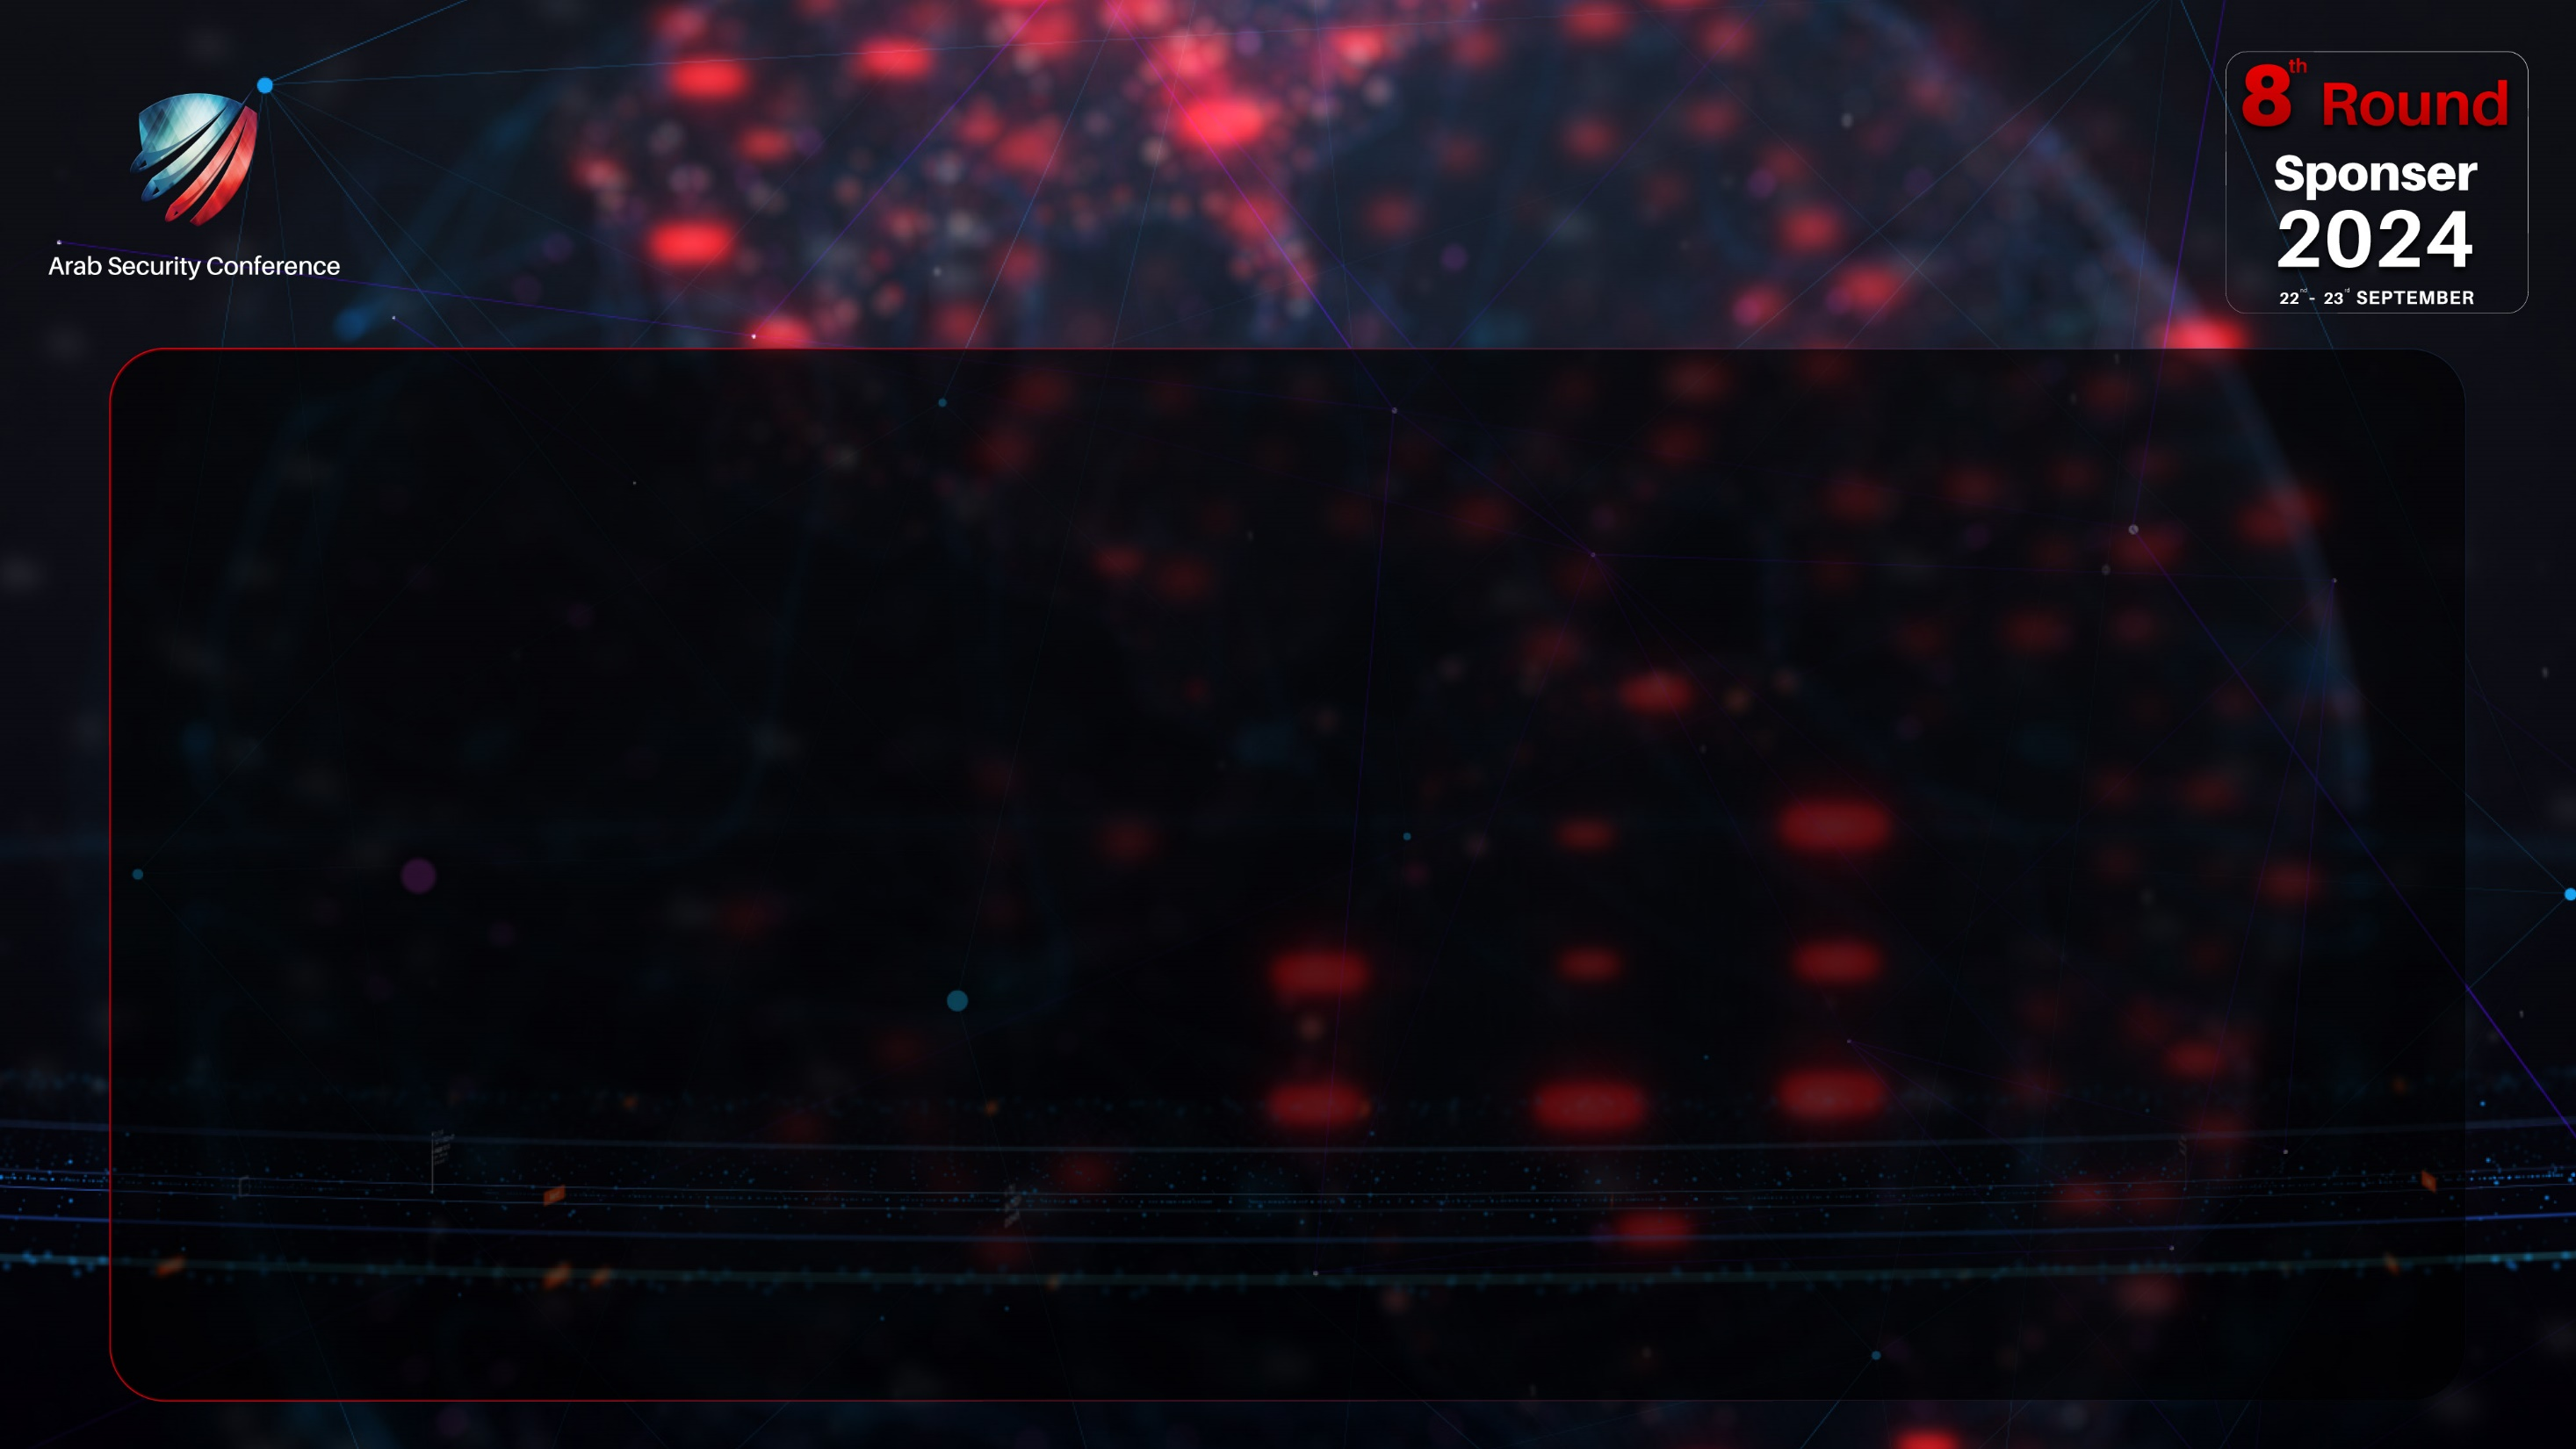 Arab Security Conference
8th Round
Sponser
2024
22nd - 23rd SEPTEMBER